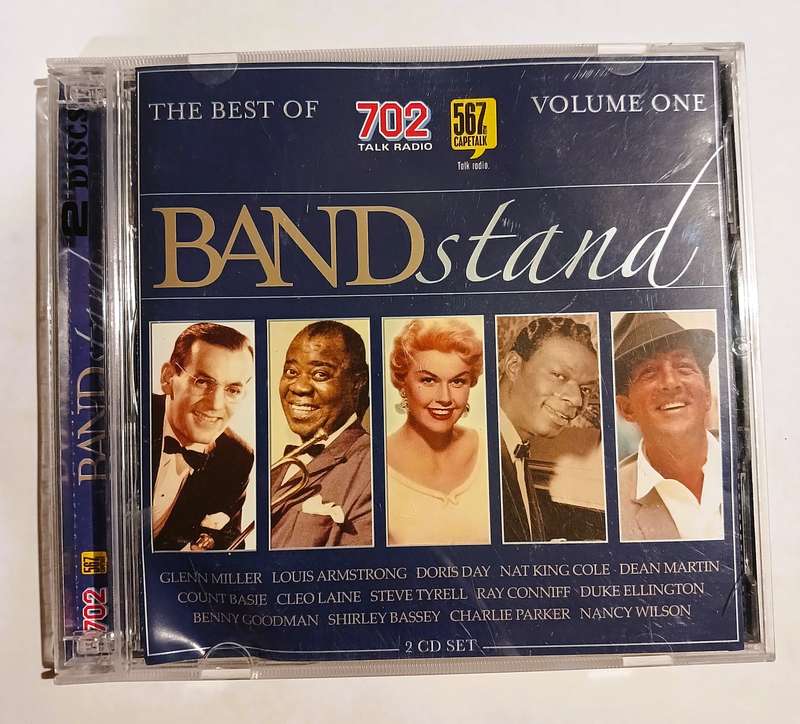 THE BEST OF
702
TALK RADIO
567
CAPETALK
Talk radio.
VOLUME ONE
BANDstand
GLENN MILLER LOUIS ARMSTRONG DORIS DAY NAT KING COLE DEAN MARTIN
COUNT BASIE CLEO LAINE STEVE TYRELL RAY CONNIFF DUKE ELLINGTON
BENNY GOODMAN SHIRLEY BASSEY CHARLIE PARKER NANCY WILSON
2 CD SET
2 DISCS
BANDstand
567
702